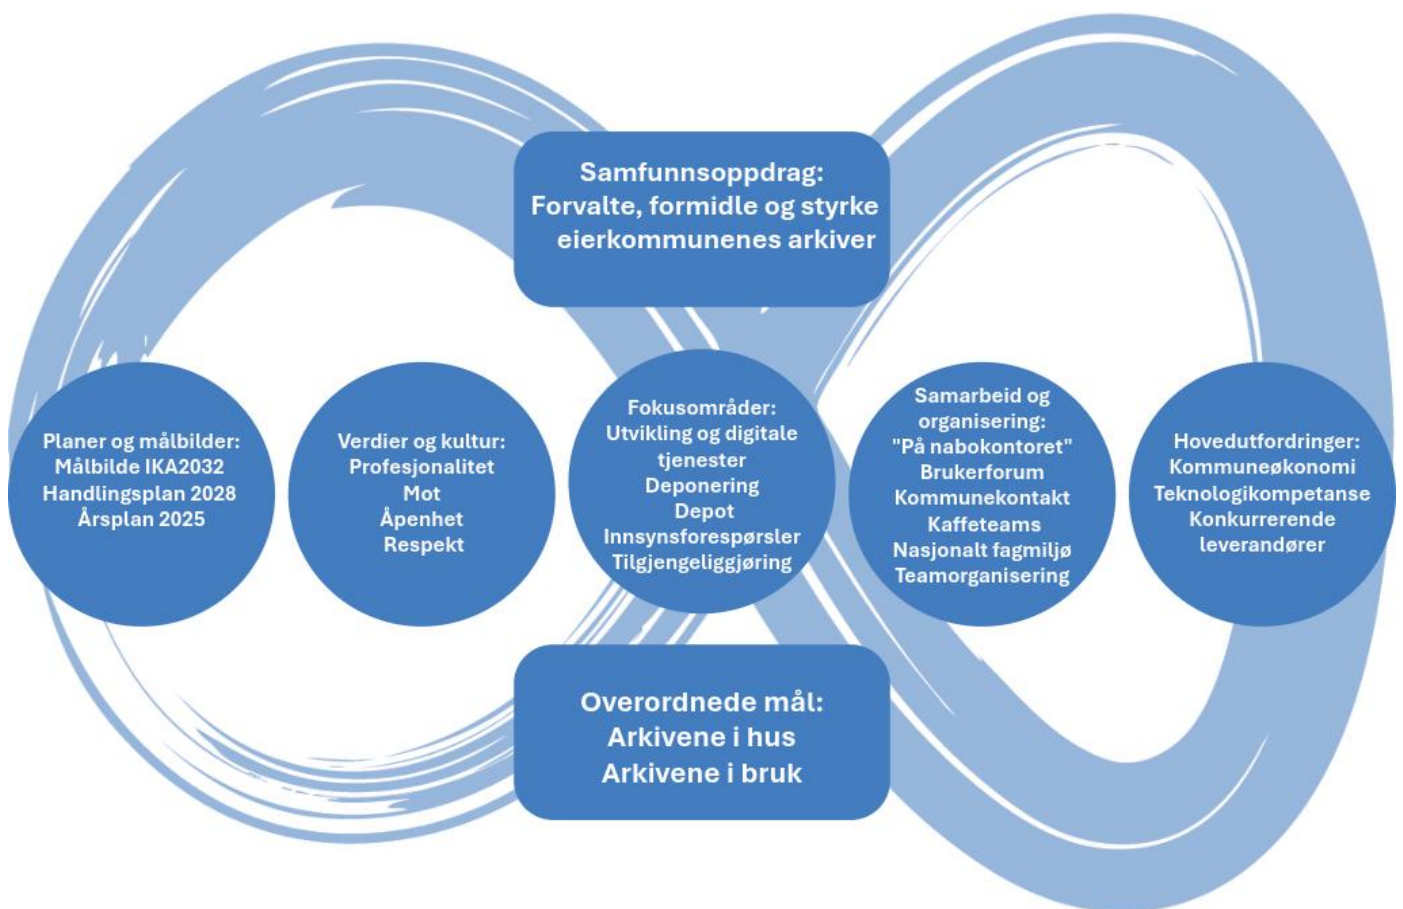 Samfunnsoppdrag:
Forvalte, formidle og styrke
eierkommunenes arkiver
Planer og målbilder:
Målbilde IKA2032
Handlingsplan 2028
Årsplan 2025
Verdier og kultur:
Profesjonalitet
Mot
Åpenhet
Respekt
Fokusområder:
Utvikling og digitale
tjenester
Deponering
Depot
Innsynsforespørsler
Tilgjengeliggjøring
Samarbeid og
organisering:
"På nabokontoret"
Brukerforum
Kommunekontakt
Kaffeteams
Nasjonalt fagmiljø
Teamorganisering
Hovedutfordringer:
Kommuneøkonomi
Teknologikompetanse
Konkurrerende
leverandører
Overordnede mål:
Arkivene i hus
Arkivene i bruk